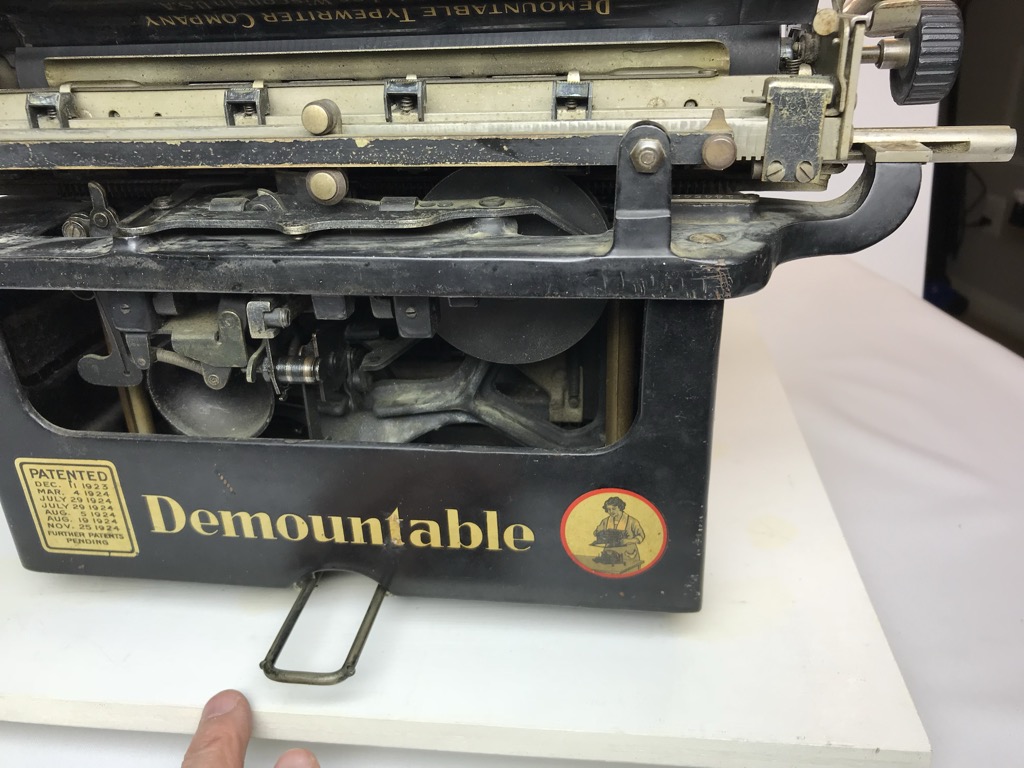 DEMOUNTABLE TYPEWRITER COMPANY
Wisconsin U.S.A.
PATENTED
DEC. 11 1923
MAR. 4 1924
JULY 29 1924
JULY 29 1924
AUG. 5 1924
AUG. 19 1924
NOV. 25 1924
FURTHER PATENTS
PENDING
Demountable